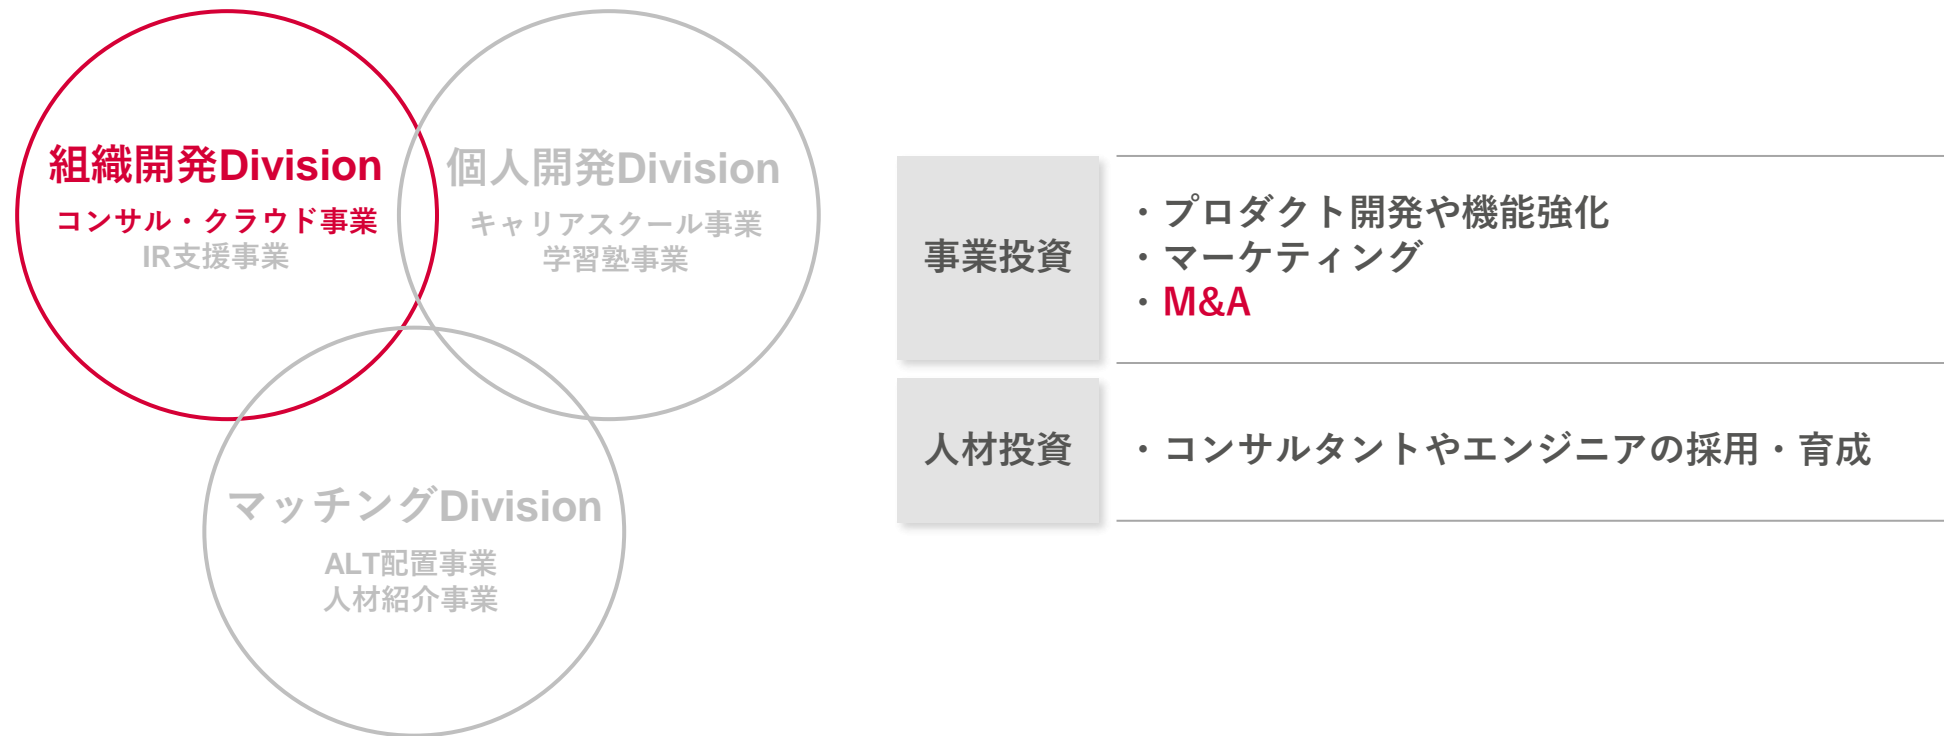 組織開発Division
コンサル・クラウド事業
IR支援事業
個人開発Division
キャリアスクール事業
学習塾事業
マッチングDivision
ALT配置事業
人材紹介事業
事業投資
・プロダクト開発や機能強化
・マーケティング
・M&A
人材投資
・コンサルタントやエンジニアの採用・育成